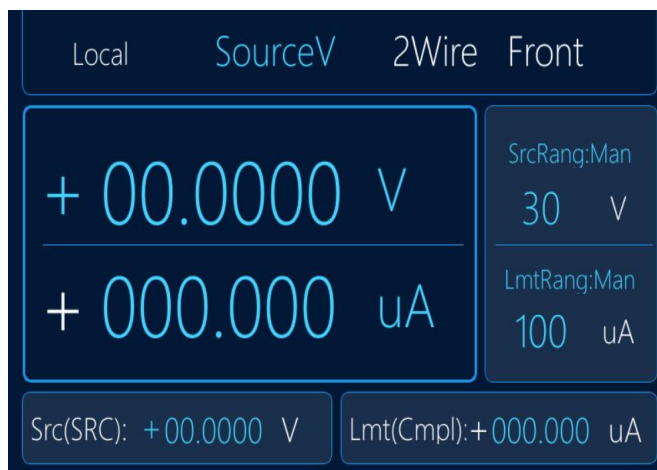 Local SourceV 2Wire Front
+ 00.0000 V
SrcRang:Man
30 V
+ 000.000 uA
LmtRang:Man
100 uA
Src(SRC): +00.0000 V
Lmt(Cmpl):+000.000 uA